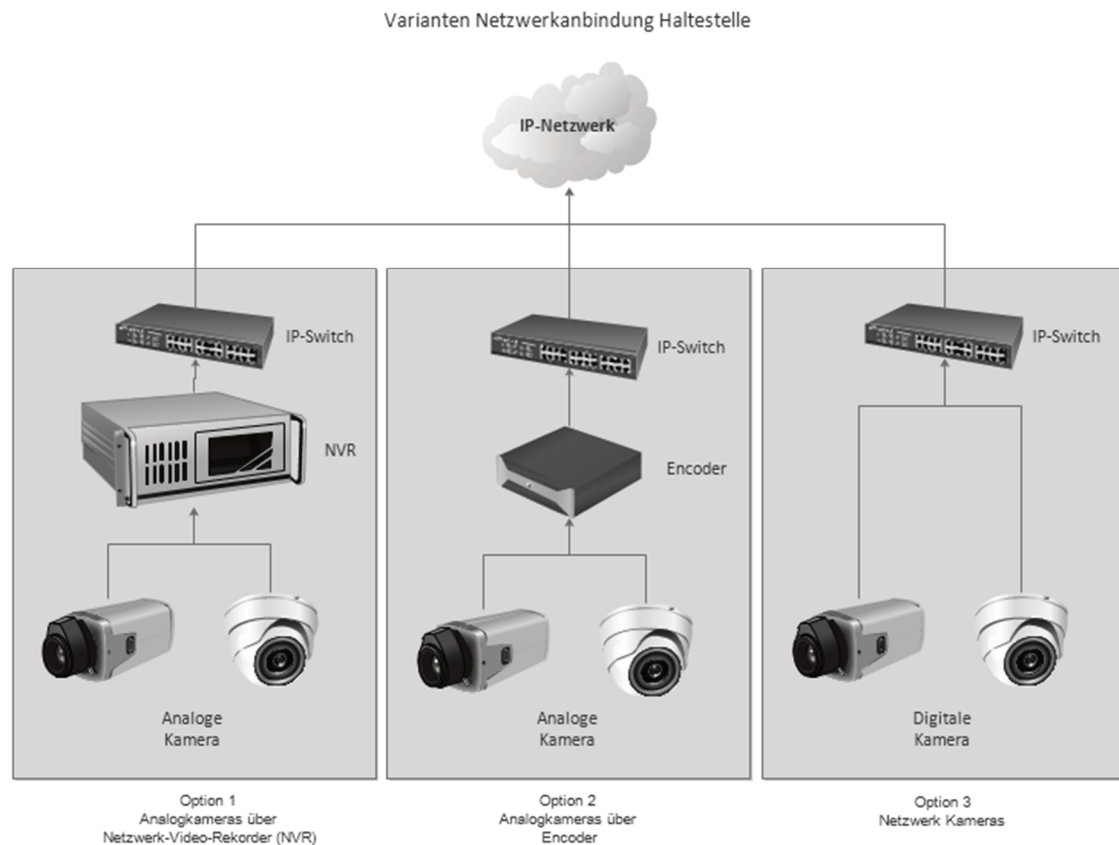 Varianten Netzwerkanbindung Haltestelle
IP-Netzwerk
IP-Switch
NVR
Analoge
Kamera
IP-Switch
Encoder
Analoge
Kamera
IP-Switch
Digitale
Kamera
Option 1
Analogkameras über
Netzwerk-Video-Rekorder (NVR)
Option 2
Analogkameras über
Encoder
Option 3
Netzwerk Kameras